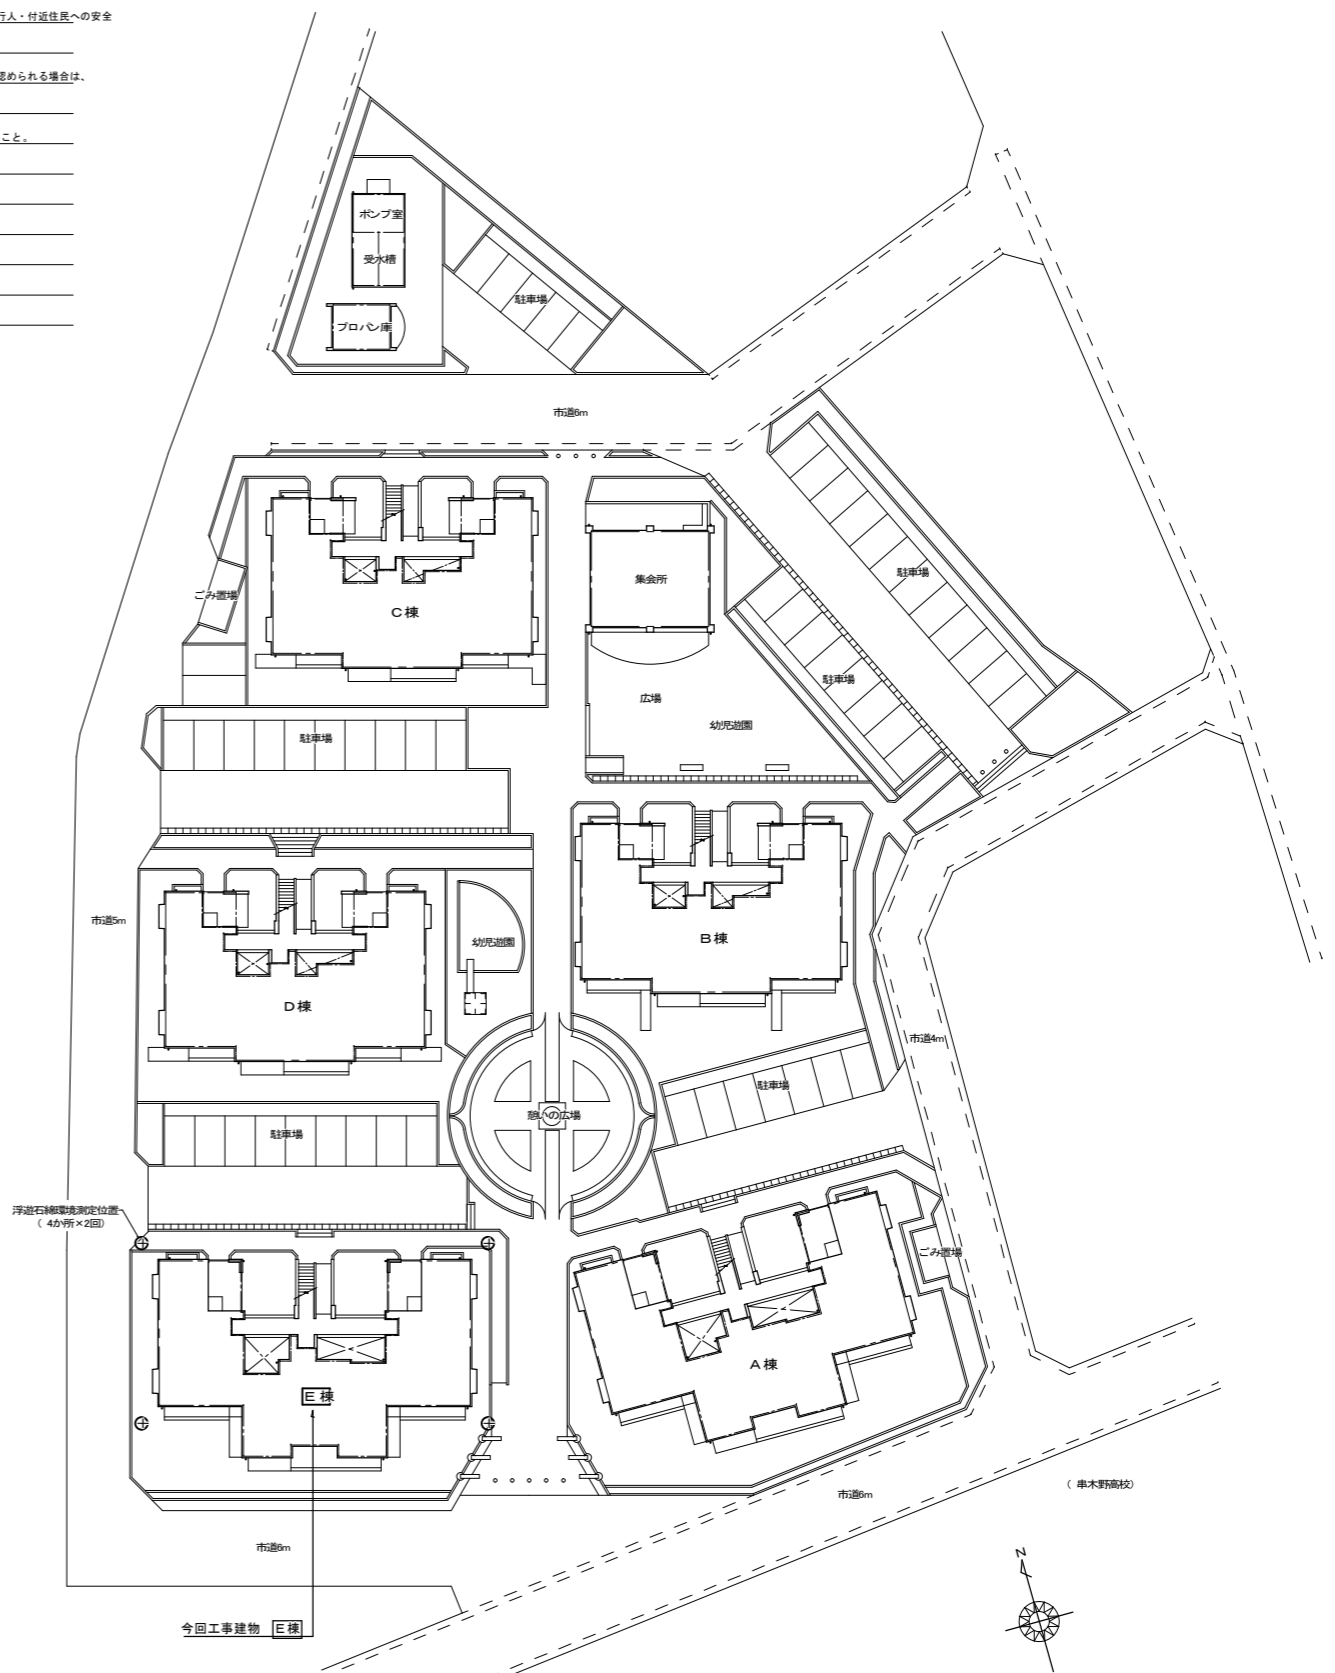 行人・付近住民への安全
認められる場合は、
こと。
ポンプ室
受水槽
駐車場
プロパン庫
市道6m
駐車場
集会所
ごみ置場
C棟
駐車場
広場
幼児遊園
駐車場
市道5m
B棟
幼児遊園
D棟
市道4m
駐車場
憩いの広場
駐車場
浮遊石綿環境測定位置
(4か所×2回)
ごみ置場
A棟
E棟
(串木野高校)
市道6m
市道6m
N
今回工事建物 E棟